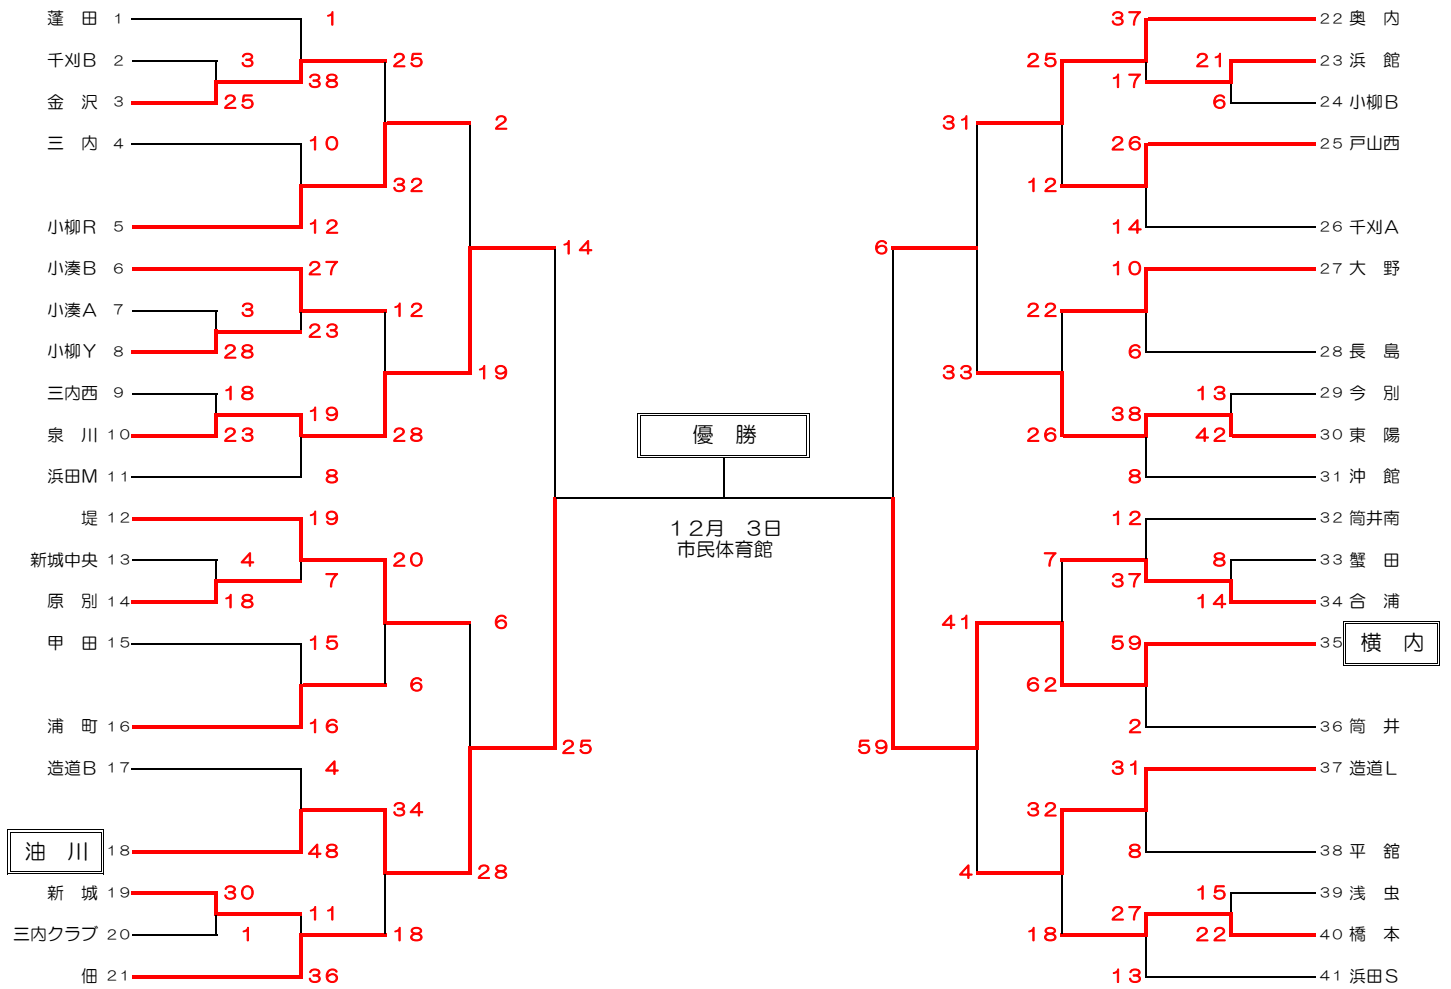 蓬　田 1 1 37 22 奥　内
千刈B 2 3 25 25 21 23 浜　館
38 17
金　沢 3 25 6 24 小柳B
2 31
三　内 4 10 26 25 戸山西
32 12
小柳R 5 12 14 26 千刈A
14 6
小湊B 6 27 10 27 大　野
小湊A 7 3 12 22
23
小柳Y 8 28 6 28 長　島
19 33
三内西 9 18 13 29 今　別
19 38
泉　川 10 23 28 優　勝 26 42 30 東　陽
浜田M 11 8 8 31 沖　館
堤 12 19 12 32 筒井南
12月　3日
市民体育館
新城中央 13 4 20 7 8 33 蟹　田
7 37
原　別 14 18 14 34 合　浦
6 41
甲　田 15 15 59 35 横　内
6 62
浦　町 16 16 2 36 筒　井
25 59
造道B 17 4 31 37 造道L
34 32
油　川 18 48 8 38 平　舘
28 4
新　城 19 30 15 39 浅　虫
11 27
三内クラブ 20 1 18 18 22 40 橋　本
佃 21 36 13 41 浜田S